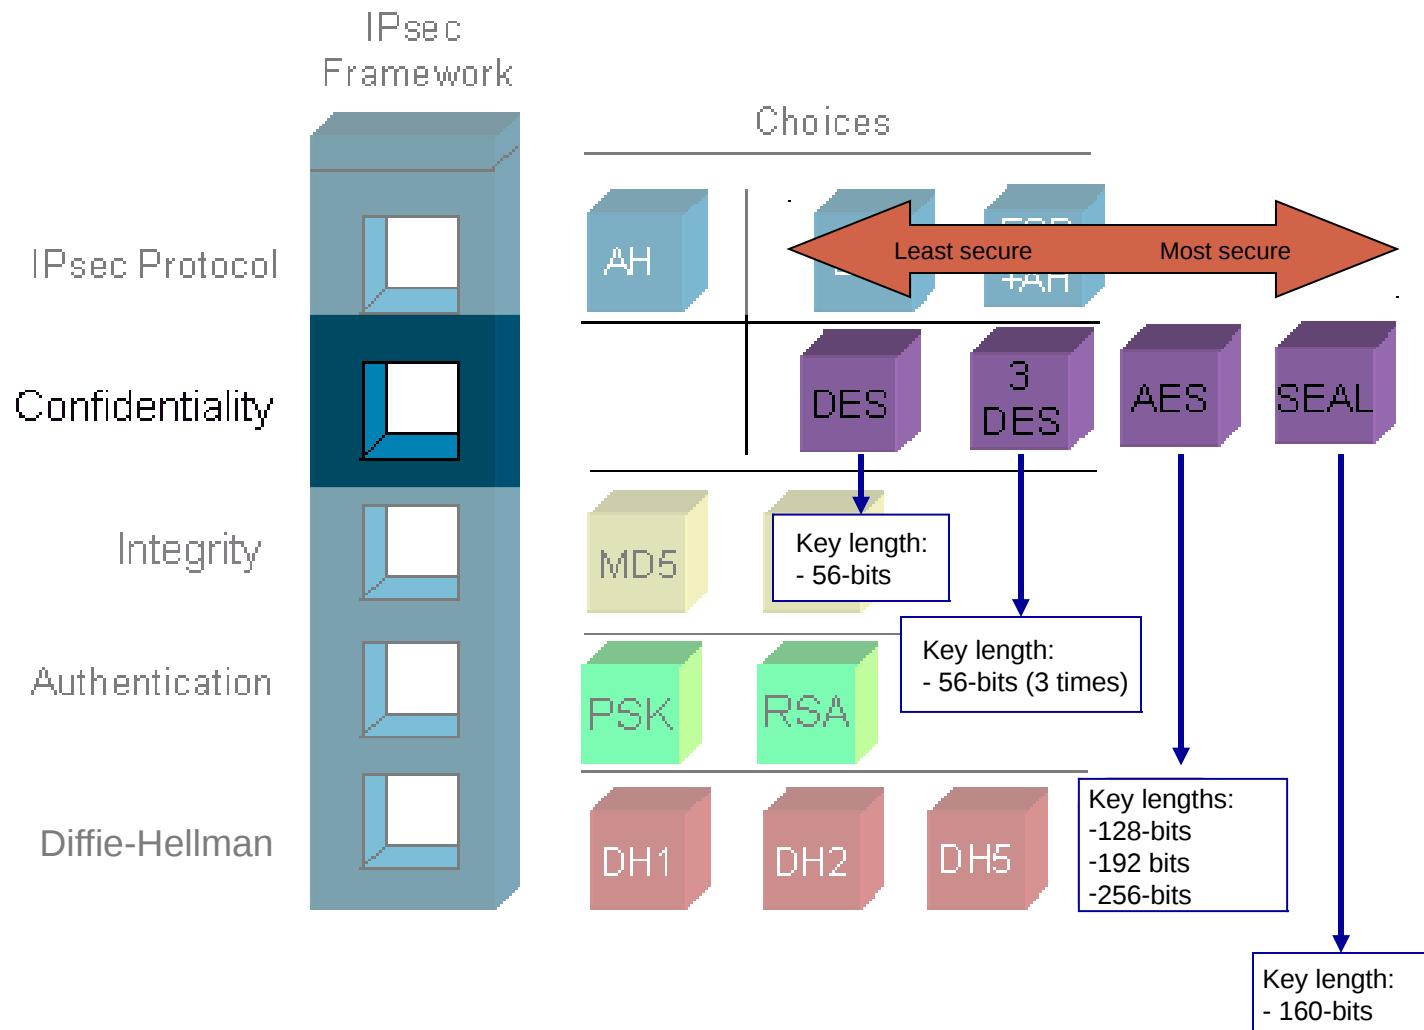 IPsec
Framework
Choices
IPsec Protocol
AH
+AH
Least secure
Most secure
Confidentiality
DES
3
DES
AES
SEAL
Integrity
MD5
Key length:
- 56-bits
Authentication
PSK
RSA
Key length:
- 56-bits (3 times)
Diffie-Hellman
DH1
DH2
DH5
Key lengths:
-128-bits
-192 bits
-256-bits
Key length:
- 160-bits